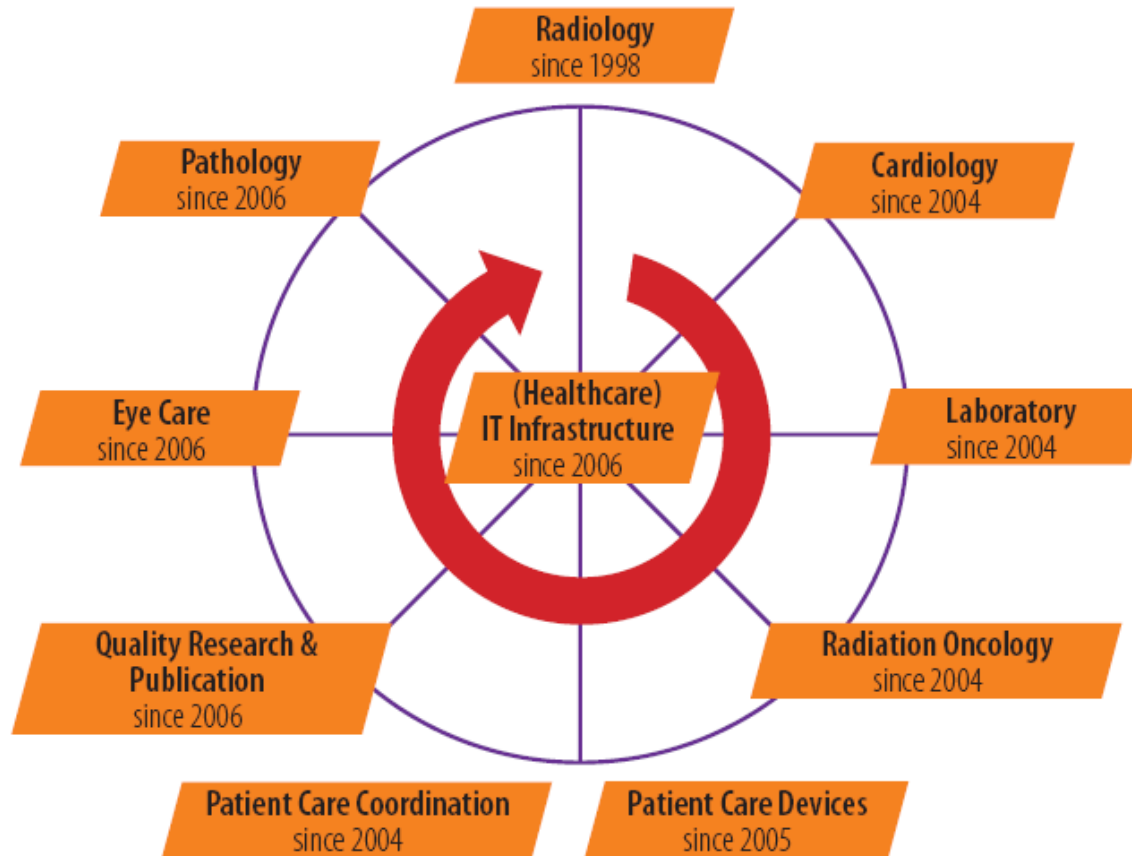 Radiology
since 1998
Pathology
since 2006
Cardiology
since 2004
(Healthcare)
IT Infrastructure
since 2006
Eye Care
since 2006
Laboratory
since 2004
Quality Research &
Publication
since 2006
Radiation Oncology
since 2004
Patient Care Coordination
since 2004
Patient Care Devices
since 2005